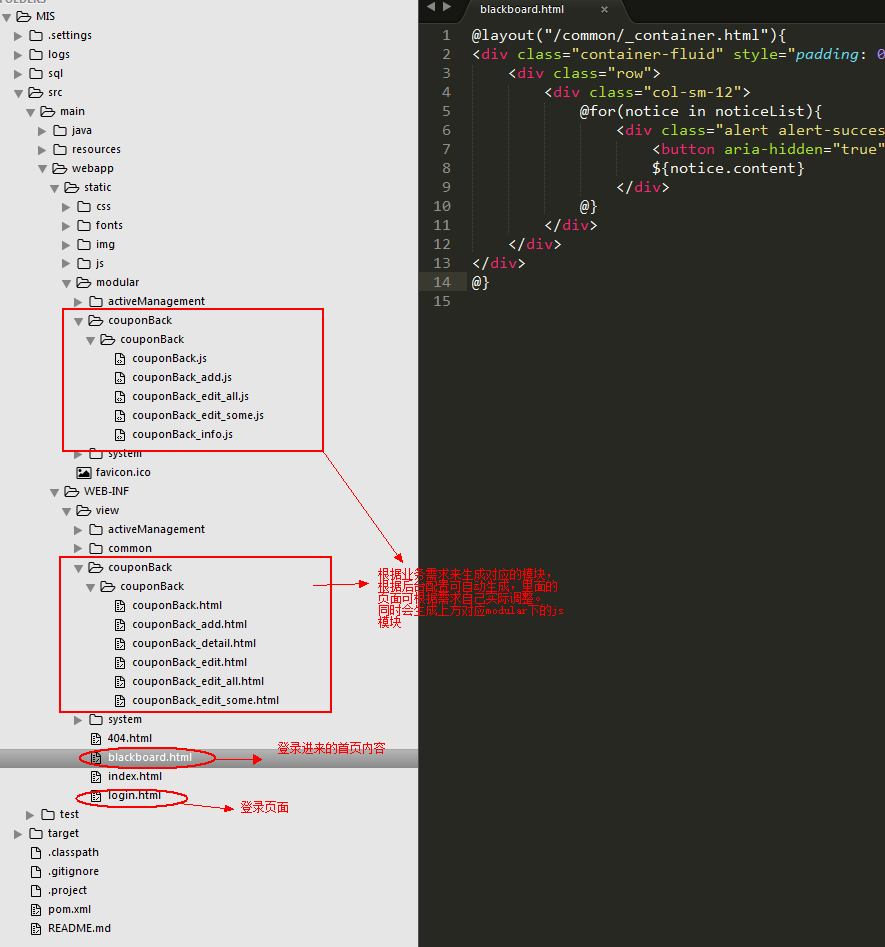 FOLDERS
MIS
.settings
logs
sql
src
main
java
resources
webapp
static
css
fonts
img
js
modular
activeManagement
couponBack
couponBack
couponBack.js
couponBack_add.js
couponBack_edit_all.js
couponBack_edit_some.js
couponBack_info.js
system
favicon.ico
WEB-INF
view
activeManagement
common
couponBack
couponBack
couponBack.html
couponBack_add.html
couponBack_detail.html
couponBack_edit.html
couponBack_edit_all.html
couponBack_edit_some.html
system
404.html
blackboard.html
index.html
login.html
test
target
.classpath
.gitignore
.project
pom.xml
README.md
根据业务需求来生成对应的模块，
根据后台配置可自动生成，里面的
页面可根据需求自己实际调整。
同时会生成上方对应modular下的js
模块
登录进来的首页内容
登录页面
blackboard.html ×
1 @layout("/common/_container.html"){
2 <div class="container-fluid" style="padding: 0
3 <div class="row">
4 <div class="col-sm-12">
5 @for(notice in noticeList){
6 <div class="alert alert-succes
7 <button aria-hidden="true"
8 ${notice.content}
9 </div>
10 @}
11 </div>
12 </div>
13 </div>
14 @}
15